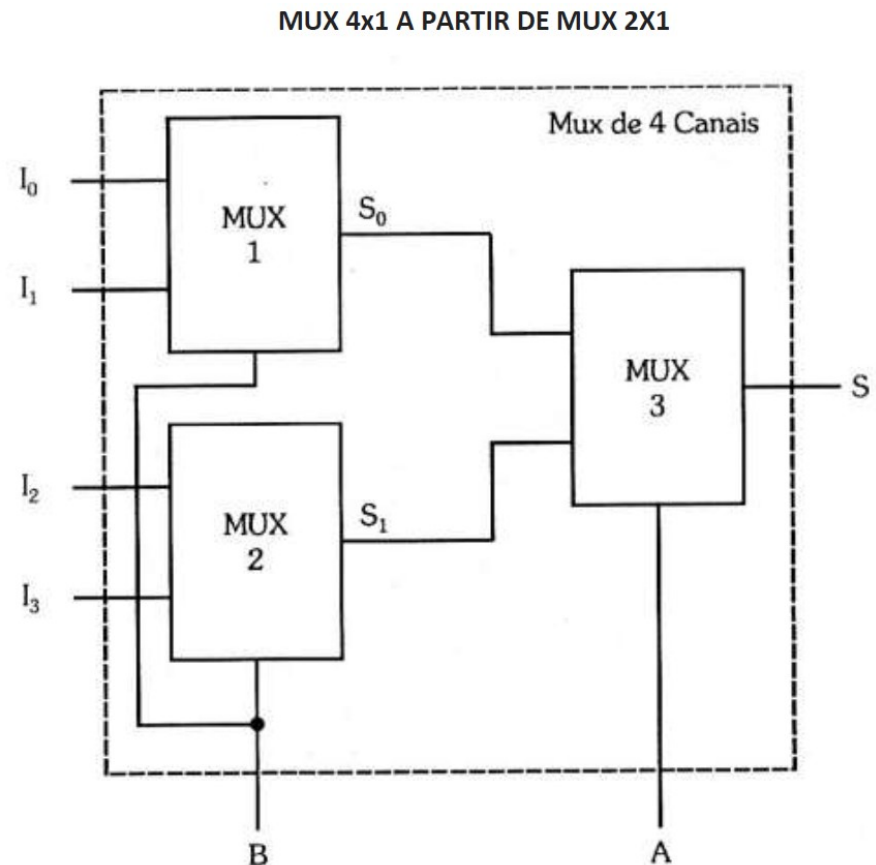 MUX 4x1 A PARTIR DE MUX 2X1
Mux de 4 Canais
I₀
MUX
1
S₀
I₁
MUX
3
S
I₂
MUX
2
S₁
I₃
B
A